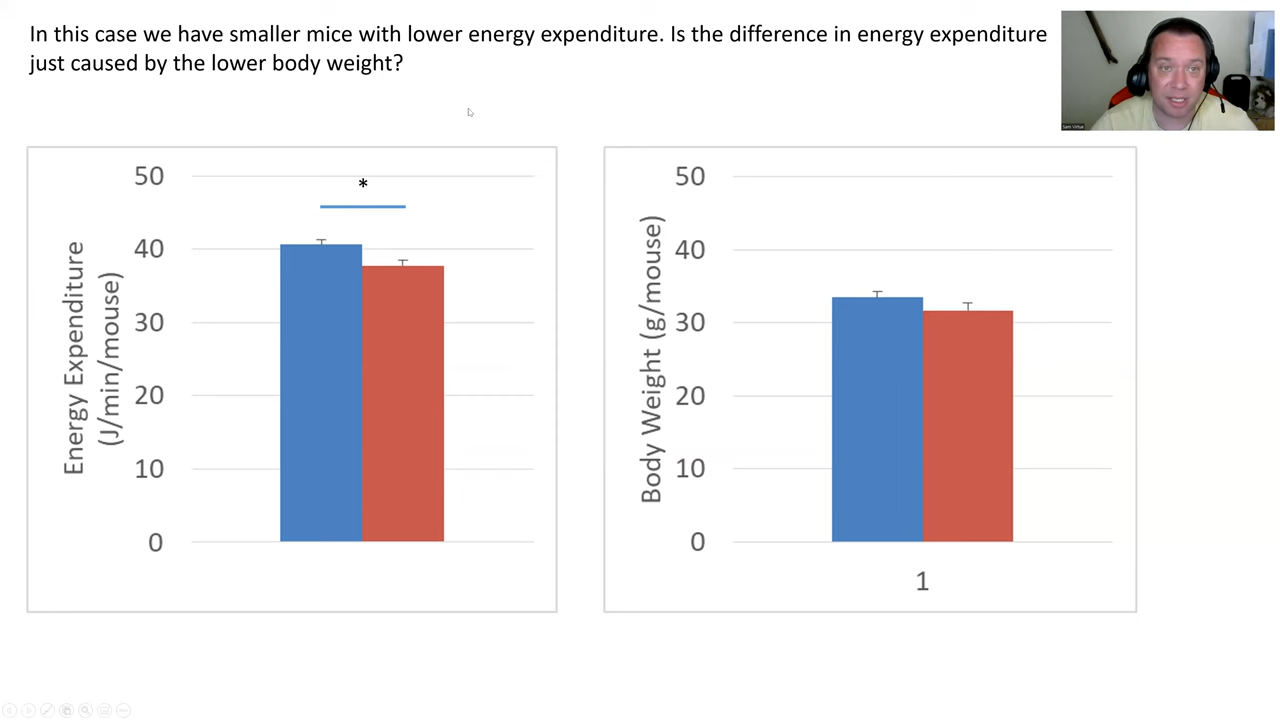 In this case we have smaller mice with lower energy expenditure. Is the difference in energy expenditure
just caused by the lower body weight?
Sam Virtue
50
40
30
20
10
0
Energy Expenditure
(J/min/mouse)
*
50
40
30
20
10
0
Body Weight (g/mouse)
1